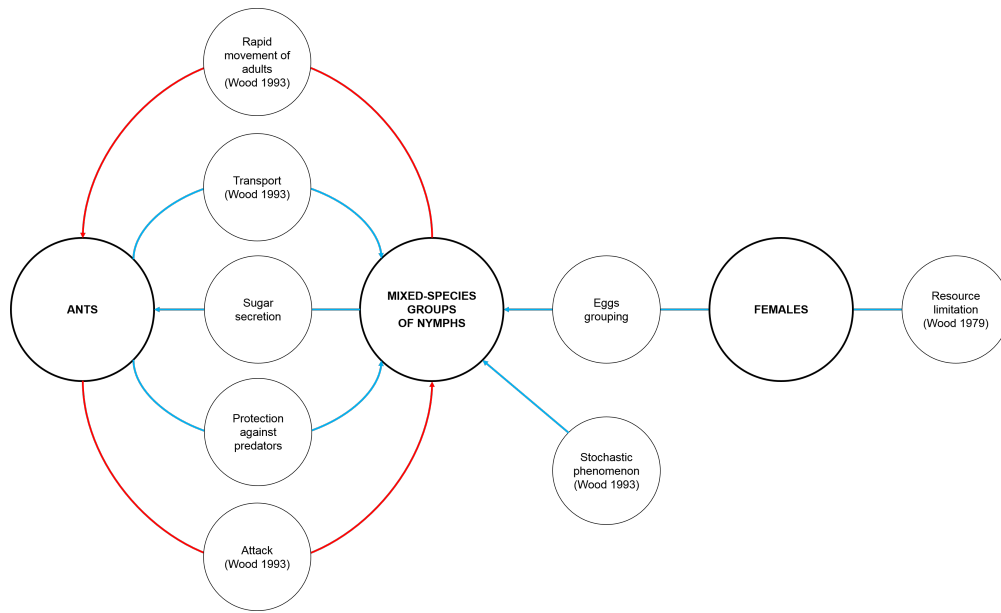 Rapid
movement of
adults
(Wood 1993)
Transport
(Wood 1993)
ANTS
Sugar
secretion
MIXED-SPECIES
GROUPS
OF NYMPHS
Eggs
grouping
FEMALES
Resource
limitation
(Wood 1979)
Protection
against
predators
Stochastic
phenomenon
(Wood 1993)
Attack
(Wood 1993)